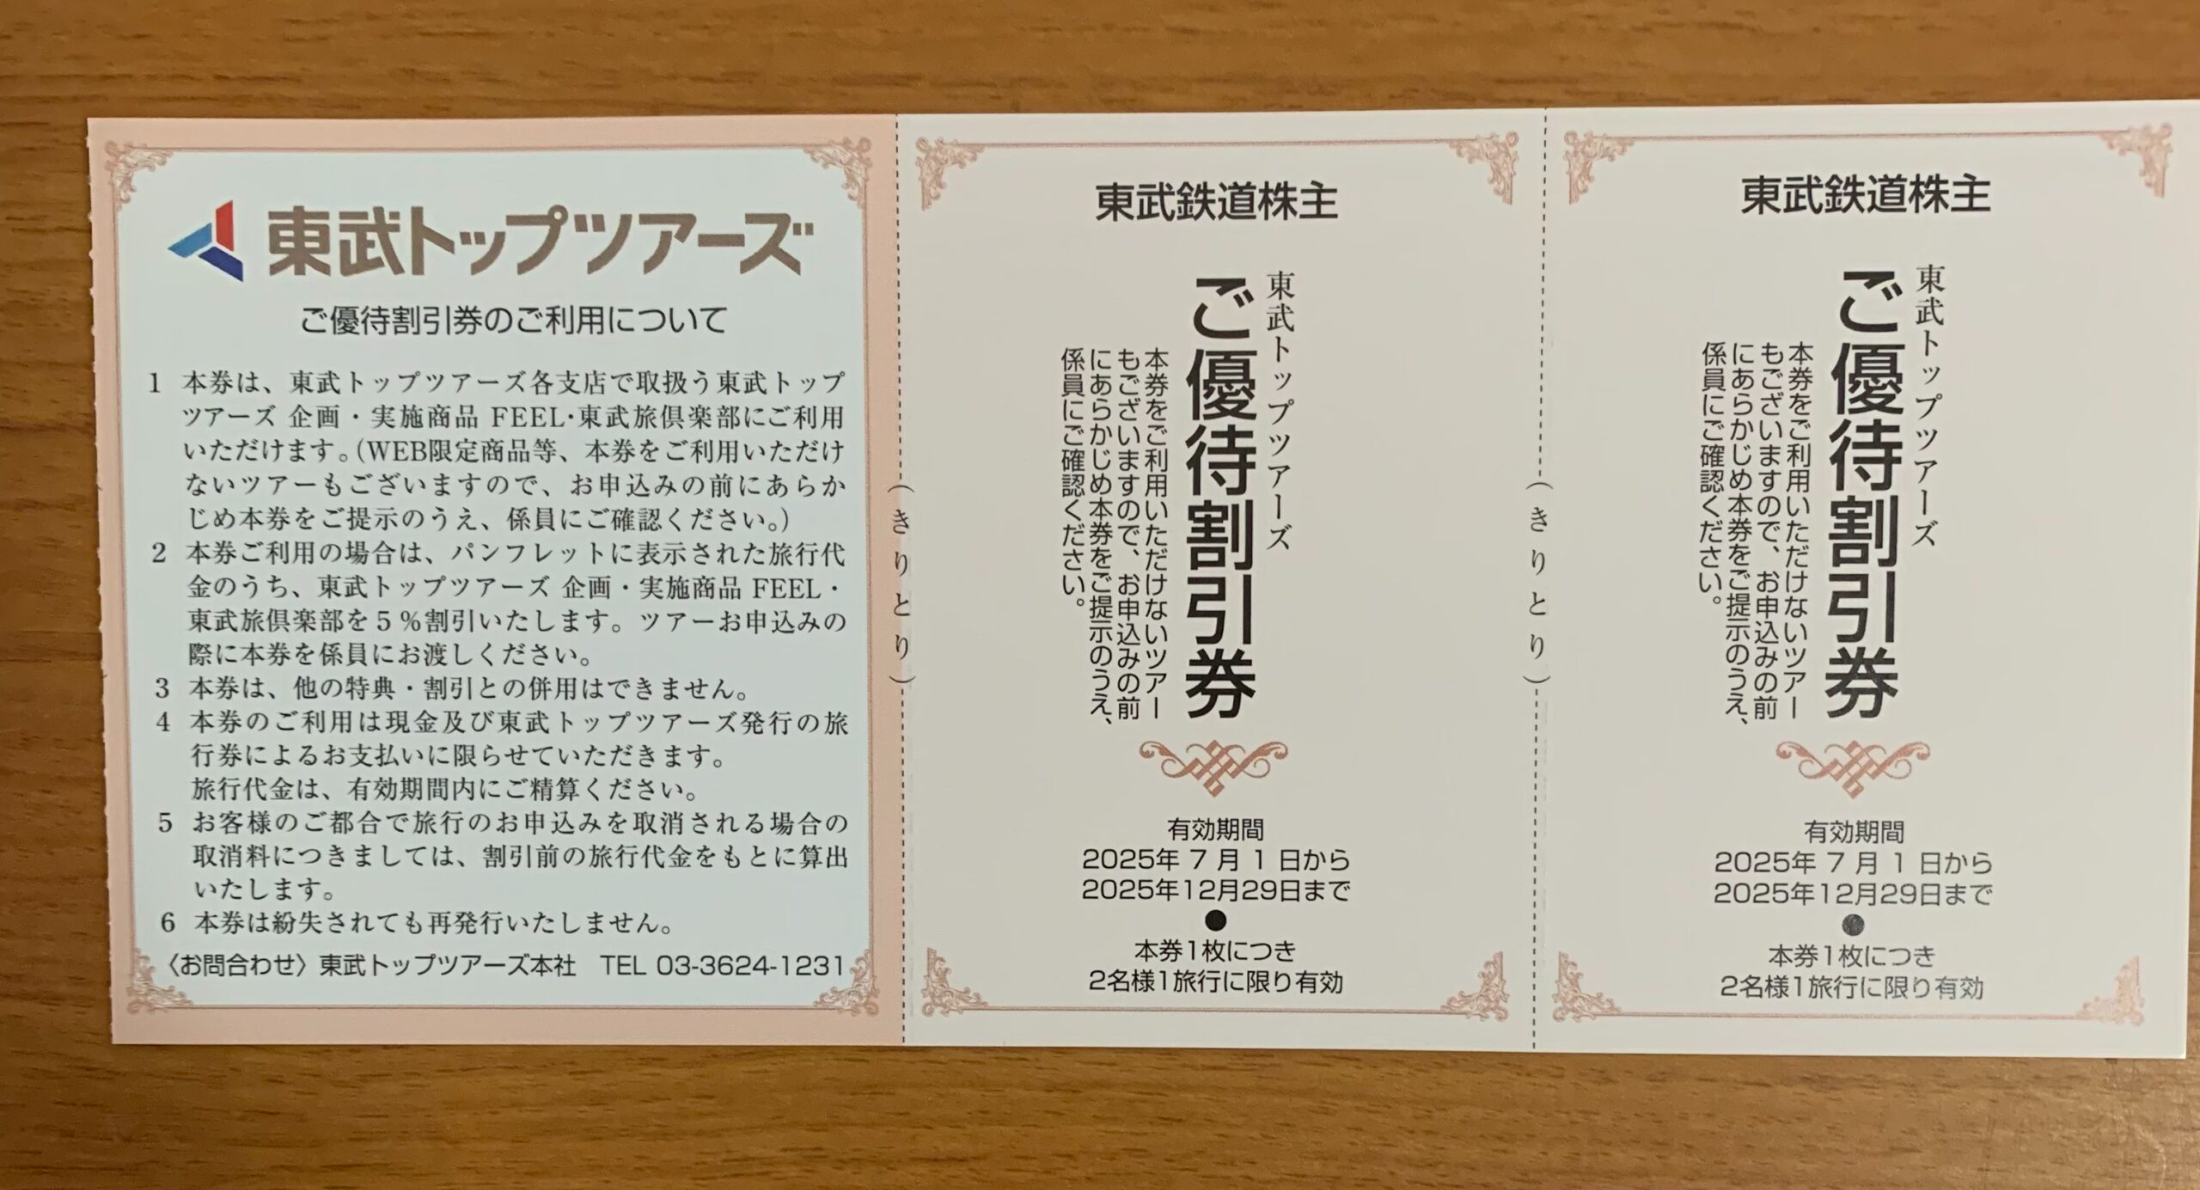 東武トップツアーズ
ご優待割引券のご利用について
1 本券は、東武トップツアーズ各支店で取扱う東武トップ
ツアーズ 企画・実施商品 FEEL・東武旅倶楽部にご利用
いただけます。(WEB限定商品等、本券をご利用いただけ
ないツアーもございますので、お申込みの前にあらか
じめ本券をご提示のうえ、係員にご確認ください。)
2 本券ご利用の場合は、パンフレットに表示された旅行代
金のうち、東武トップツアーズ 企画・実施商品 FEEL・
東武旅倶楽部を5%割引いたします。ツアーお申込みの
際に本券を係員にお渡しください。
3 本券は、他の特典・割引との併用はできません。
4 本券のご利用は現金及び東武トップツアーズ発行の旅
行券によるお支払いに限らせていただきます。
旅行代金は、有効期間内にご精算ください。
5 お客様のご都合で旅行のお申込みを取消される場合の
取消料につきましては、割引前の旅行代金をもとに算出
いたします。
6 本券は紛失されても再発行いたしません。
〈お問合わせ〉東武トップツアーズ本社 TEL 03-3624-1231
(きりとり)
東武鉄道株主
東武トップツアーズ
ご優待割引券
本券をご利用いただけないツアー
もございますので、お申込みの前
にあらかじめ本券をご提示のうえ、
係員にご確認ください。
有効期間
2025年7月1日から
2025年12月29日まで
●
本券1枚につき
2名様1旅行に限り有効
(きりとり)
東武鉄道株主
東武トップツアーズ
ご優待割引券
本券をご利用いただけないツアー
もございますので、お申込みの前
にあらかじめ本券をご提示のうえ、
係員にご確認ください。
有効期間
2025年7月1日から
2025年12月29日まで
●
本券1枚につき
2名様1旅行に限り有効